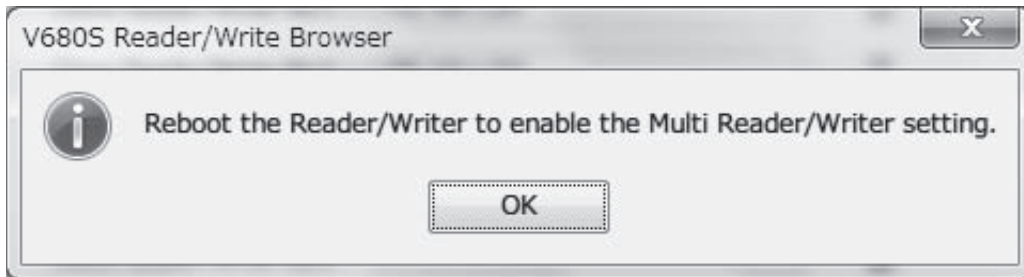 V680S Reader/Write Browser
Reboot the Reader/Writer to enable the Multi Reader/Writer setting.
OK